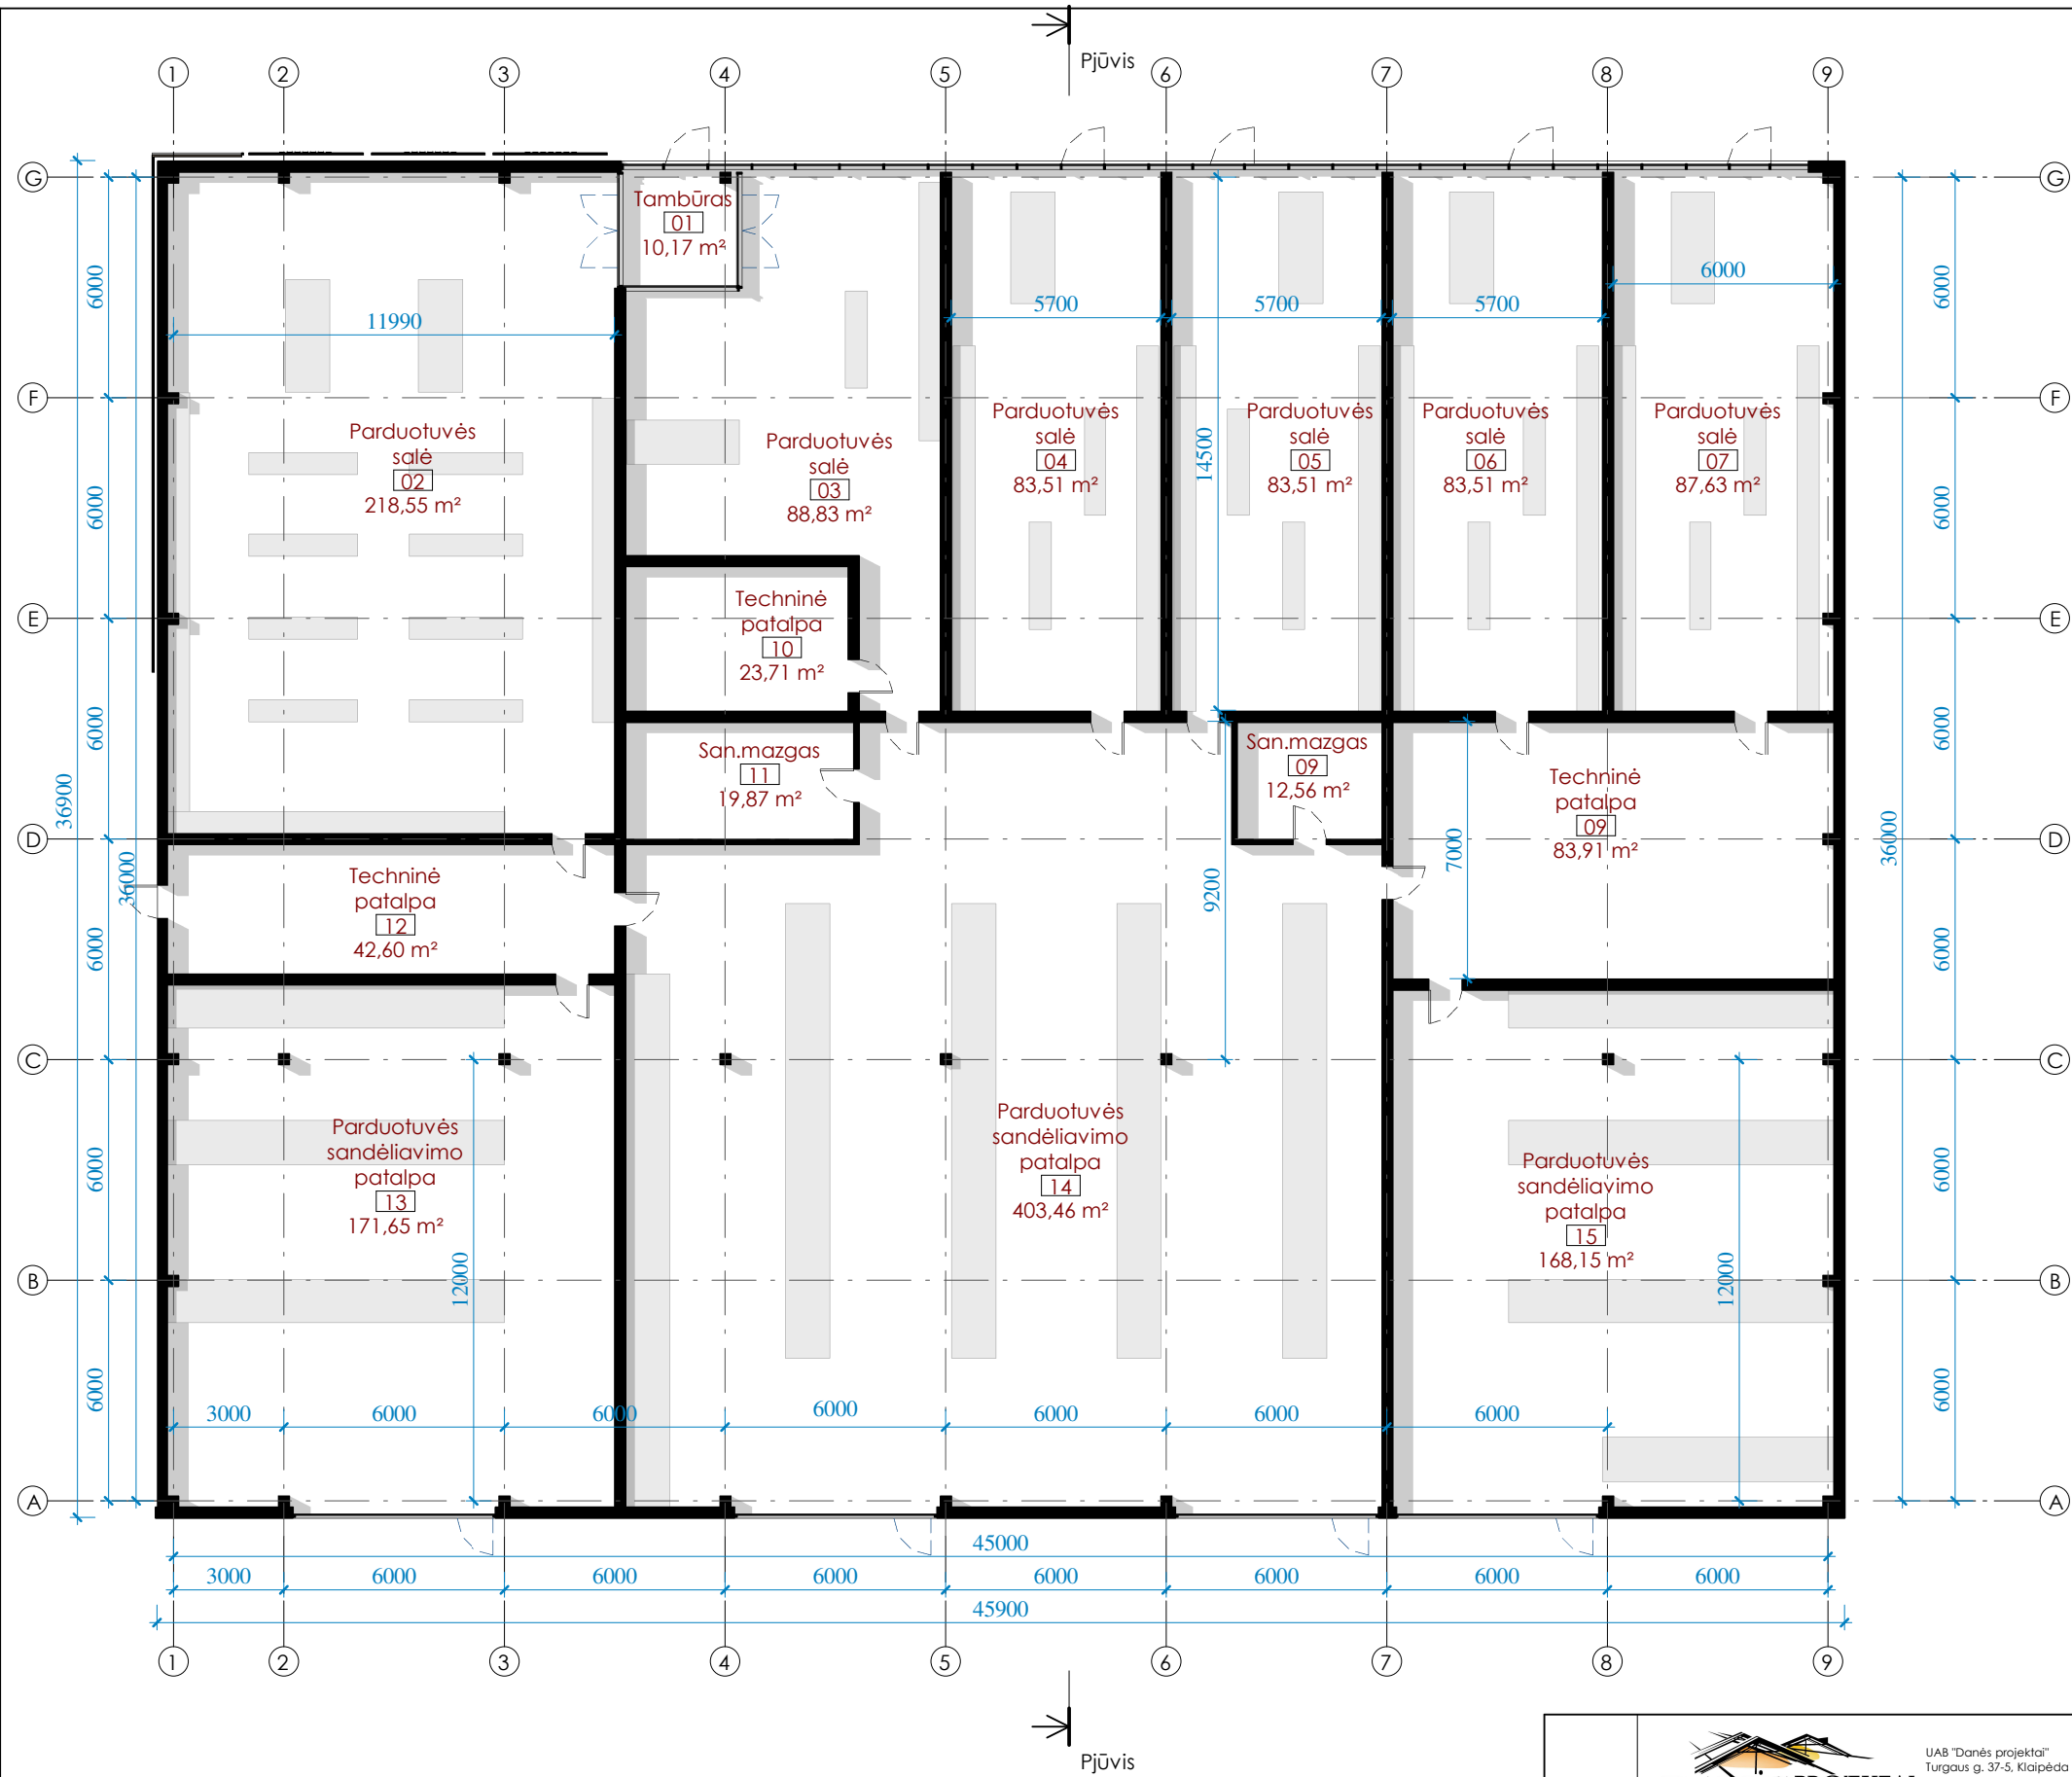 Pjūvis
1 2 3 4 5 6 7 8 9
G G
Tambūras
01
10,17 m²
6000 6000 6000
11990 5700 5700 5700
F F
Parduotuvės
salė
02
218,55 m²
Parduotuvės
salė
03
88,83 m²
Parduotuvės
salė
04
83,51 m²
Parduotuvės
salė
05
83,51 m²
Parduotuvės
salė
06
83,51 m²
Parduotuvės
salė
07
87,63 m²
14500
6000 6000
E E
Techninė
patalpa
10
23,71 m²
San.mazgas
11
19,87 m²
San.mazgas
09
12,56 m²
Techninė
patalpa
09
83,91 m²
6000 6000
36900 36000 36000
D D
7000
9200
Techninė
patalpa
12
42,60 m²
6000 6000
C C
Parduotuvės
sandėliavimo
patalpa
13
171,65 m²
Parduotuvės
sandėliavimo
patalpa
14
403,46 m²
Parduotuvės
sandėliavimo
patalpa
15
168,15 m²
6000 6000
12000 12000
B B
6000 6000
3000 6000 6000 6000 6000 6000 6000
A A
45000
3000 6000 6000 6000 6000 6000 6000 6000
45900
1 2 3 4 5 6 7 8 9
Pjūvis
UAB "Danės projektai"
Turgaus g. 37-5, Klaipėda